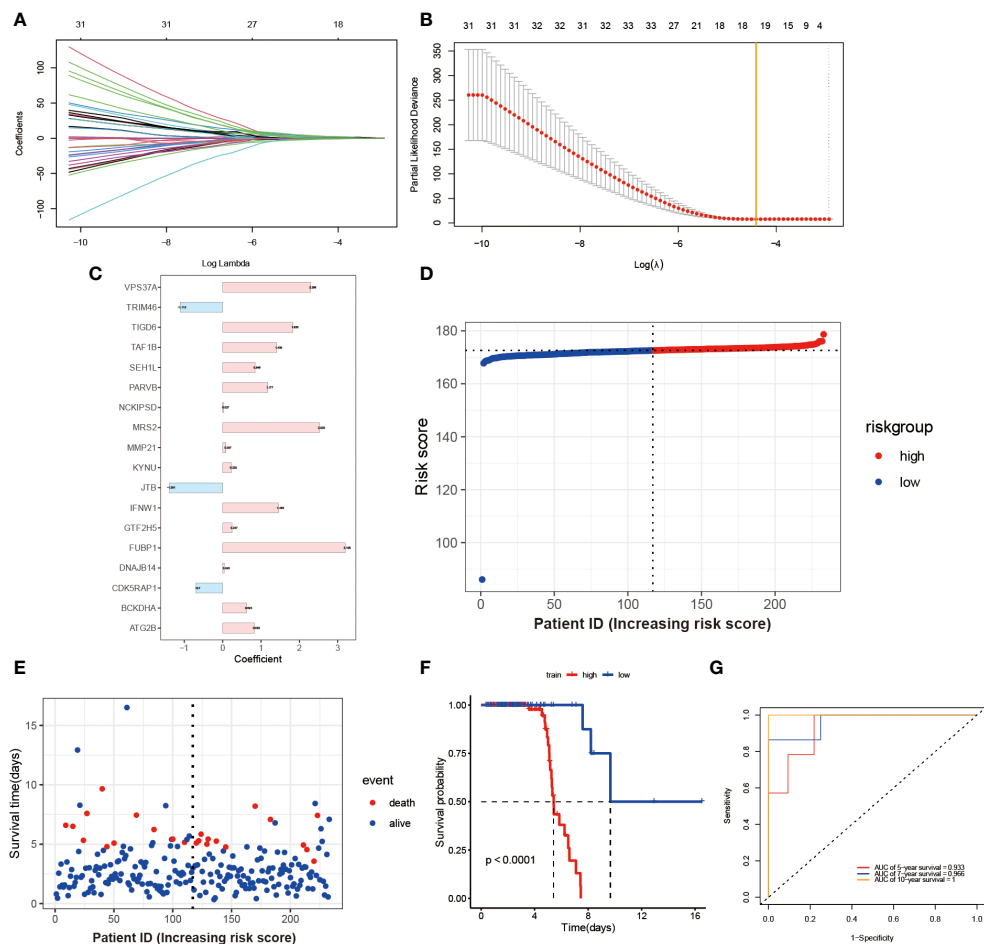 A
31 31 27 18
Coefficients
100
50
0
−50
−100
−10 −8 −6 −4
Log Lambda
B
31 31 31 32 32 32 33 33 27 21 18 18 19 15 9 4
Partial Likelihood Deviance
350
300
250
200
150
100
50
0
−10 −8 −6 −4
Log(λ)
C
VPS37A
TRIM46
TIGD6
TAF1B
SEH1L
PARVB
NCKIPSD
MRS2
MMP21
KYNU
JTB
IFNW1
GTF2H5
FUBP1
DNAJB14
CDK5RAP1
BCKDHA
ATG2B
−1 0 1 2 3
Coefficient
D
180
160
140
120
100
Risk score
0 50 100 150 200
Patient ID (Increasing risk score)
riskgroup
high
low
E
15
10
5
0
Survival time(days)
0 50 100 150 200
Patient ID (Increasing risk score)
event
death
alive
F
train high low
1.00
0.75
0.50
0.25
0
Survival probability
p < 0.0001
0 4 8 12 16
Time(days)
G
1.0
0.8
0.6
0.4
0.2
0.0
Sensitivity
AUC of 5−year survival = 0.933
AUC of 7−year survival = 0.966
AUC of 10−year survival = 1
0.0 0.2 0.4 0.6 0.8 1.0
1-Specificity